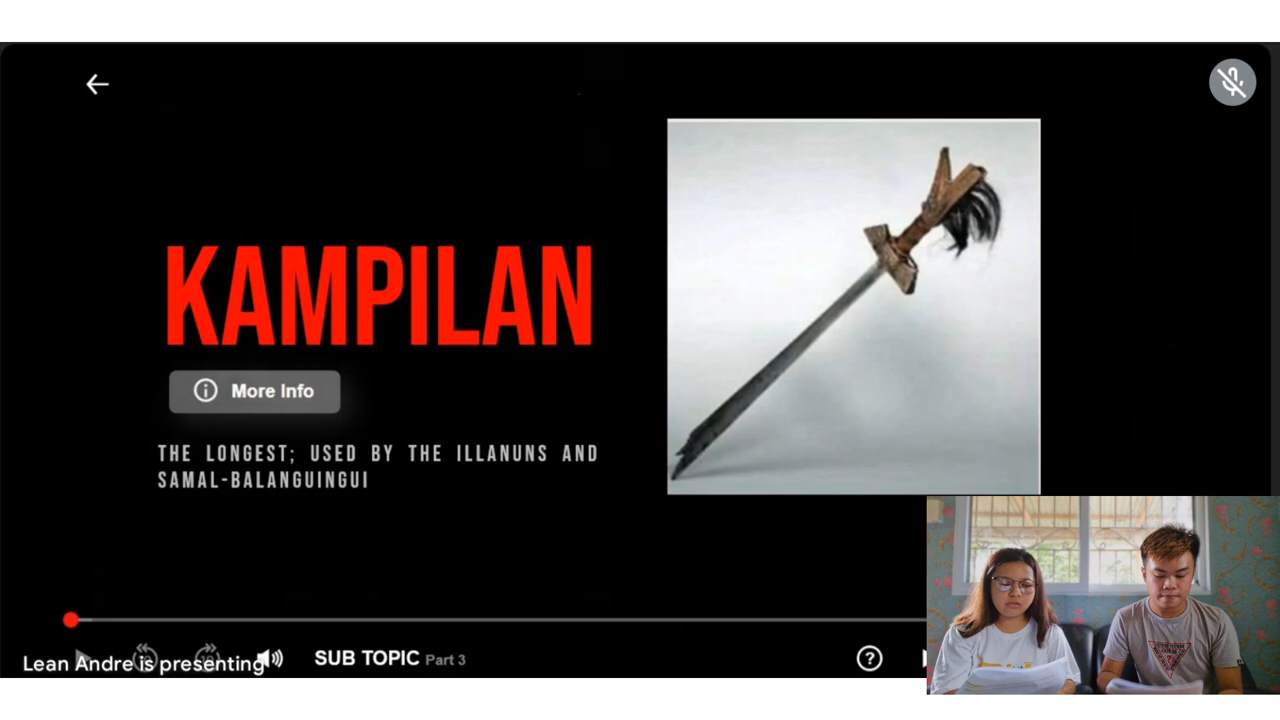 KAMPILAN
More Info
THE LONGEST; USED BY THE ILLANUNS AND
SAMAL-BALANGUINGUI
Lean Andre is presenting
SUB TOPIC Part 3
?